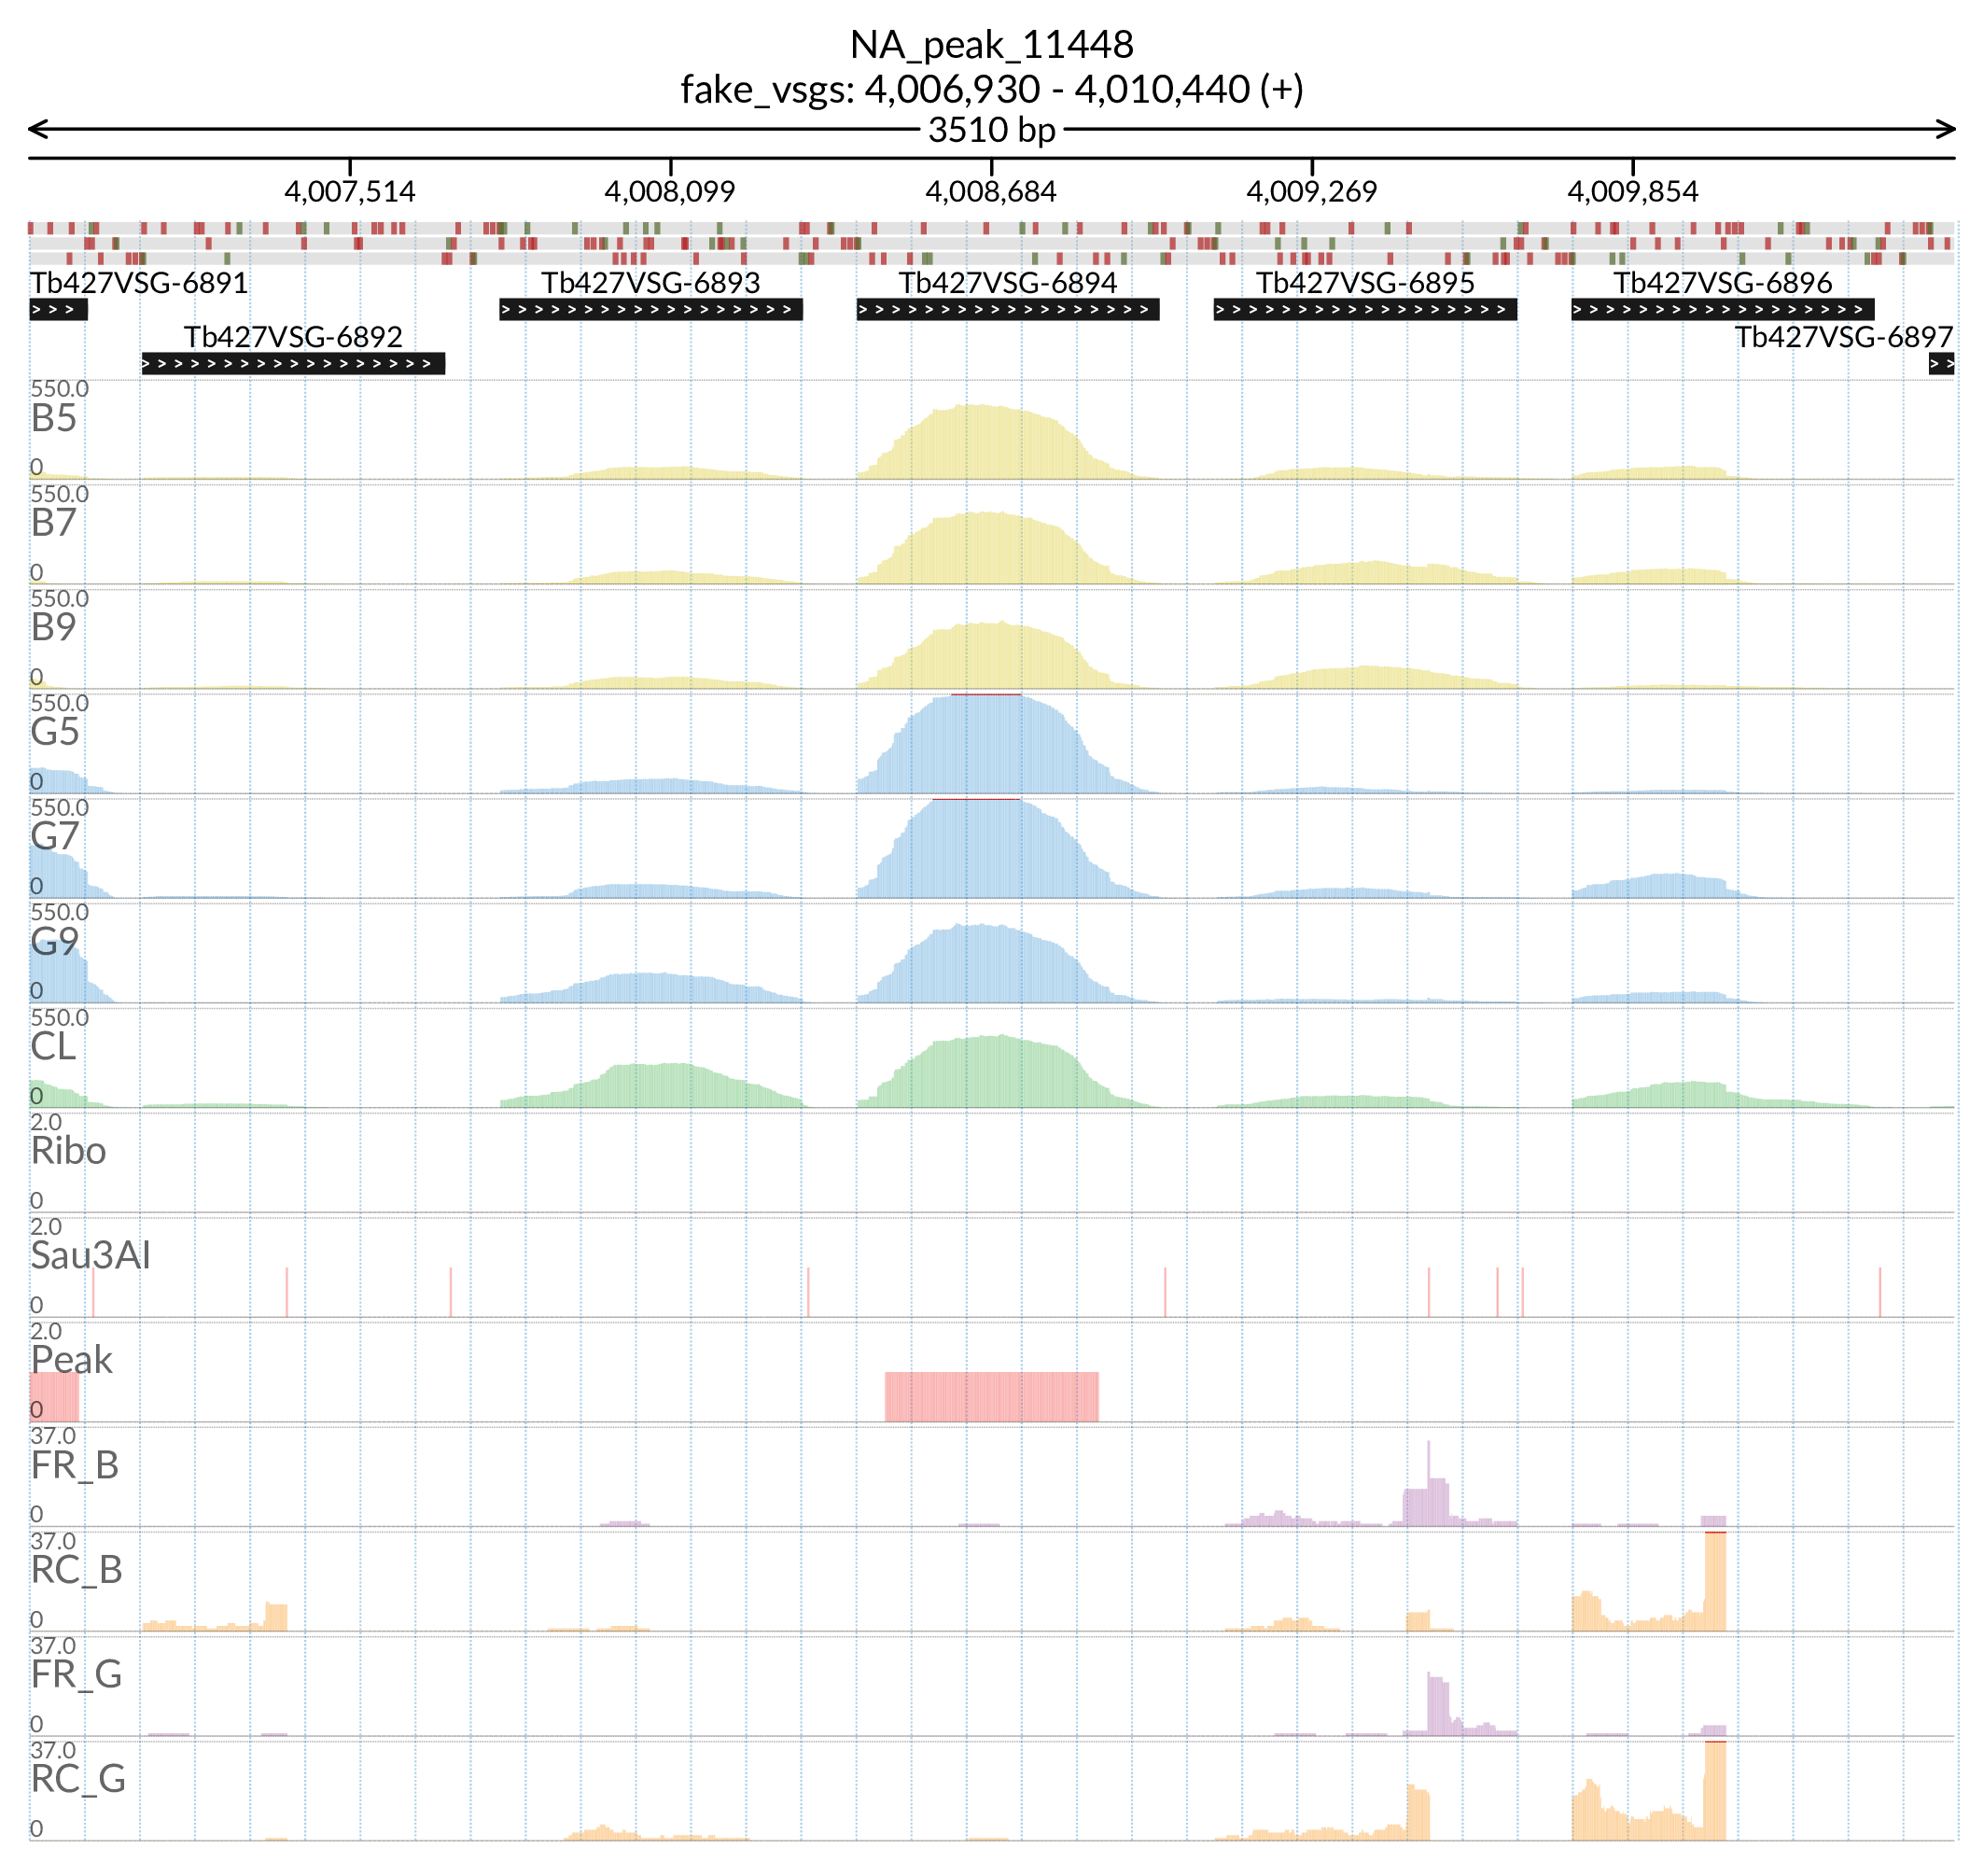 NA_peak_11448
fake_vsgs: 4,006,930 - 4,010,440 (+)
3510 bp
4,007,514 4,008,099 4,008,684 4,009,269 4,009,854
Tb427VSG-6891 Tb427VSG-6893 Tb427VSG-6894 Tb427VSG-6895 Tb427VSG-6896
Tb427VSG-6892 Tb427VSG-6897
550.0
B5
0
550.0
B7
0
550.0
B9
0
550.0
G5
0
550.0
G7
0
550.0
G9
0
550.0
CL
0
2.0
Ribo
0
2.0
Sau3AI
0
2.0
Peak
0
37.0
FR_B
0
37.0
RC_B
0
37.0
FR_G
0
37.0
RC_G
0